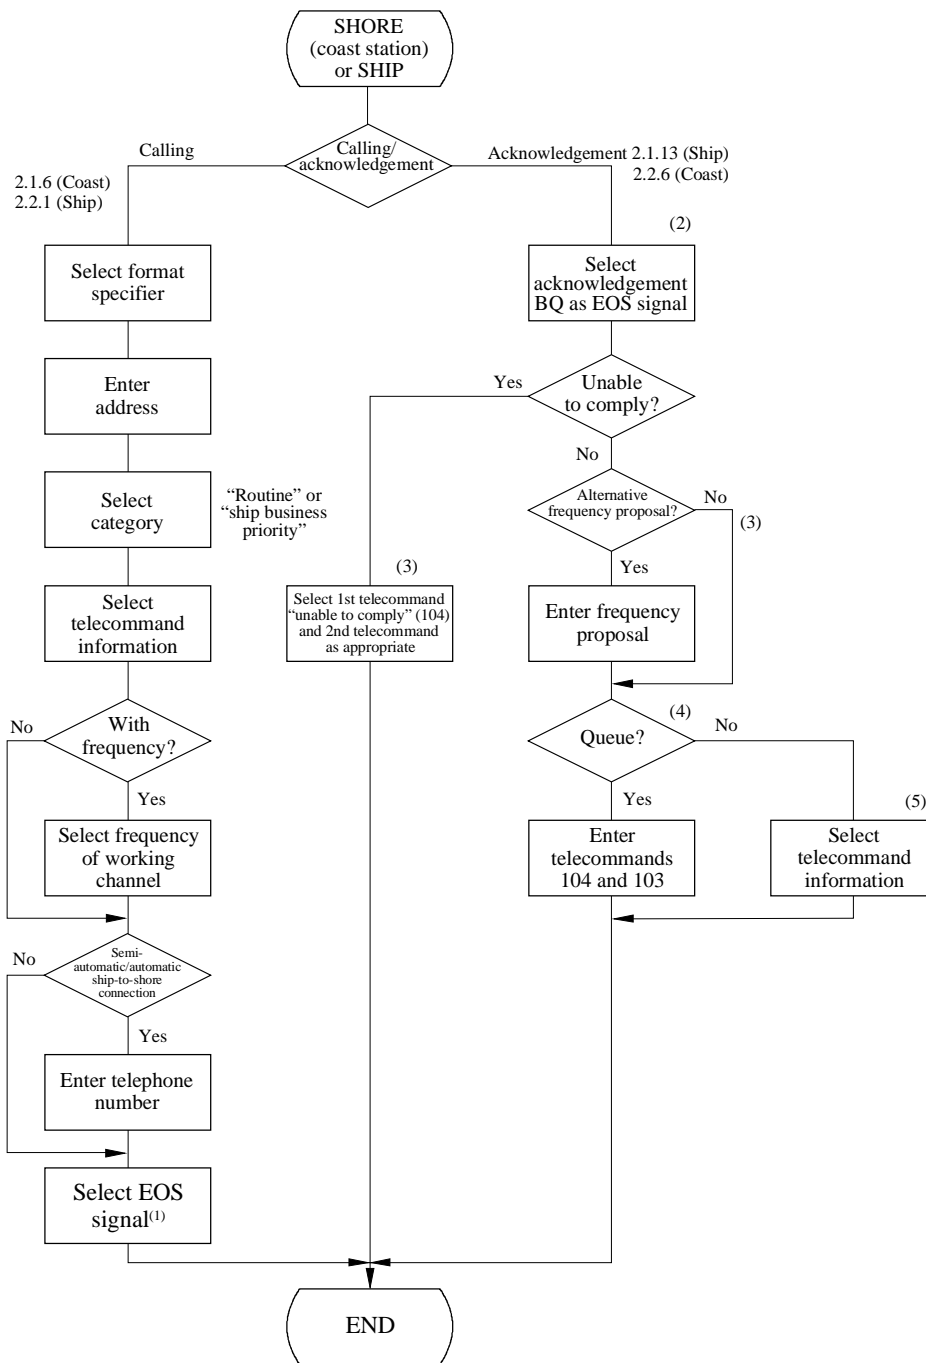 SHORE
(coast station)
or SHIP
Calling/
acknowledgement
Calling
Acknowledgement 2.1.13 (Ship)
2.2.6 (Coast)
2.1.6 (Coast)
2.2.1 (Ship)
(2)
Select format
specifier
Select
acknowledgement
BQ as EOS signal
Enter
address
Yes
Unable
to comply?
No
Select
category
“Routine” or
“ship business
priority”
Alternative
frequency proposal?
No
(3)
Yes
(3)
Select
telecommand
information
Select 1st telecommand
“unable to comply” (104)
and 2nd telecommand
as appropriate
Enter frequency
proposal
No
With
frequency?
Yes
(4)
Queue?
No
Yes
(5)
Select frequency
of working
channel
Enter
telecommands
104 and 103
Select
telecommand
information
No
Semi-
automatic/automatic
ship-to-shore
connection
Yes
Enter telephone
number
Select EOS
signal(1)
END